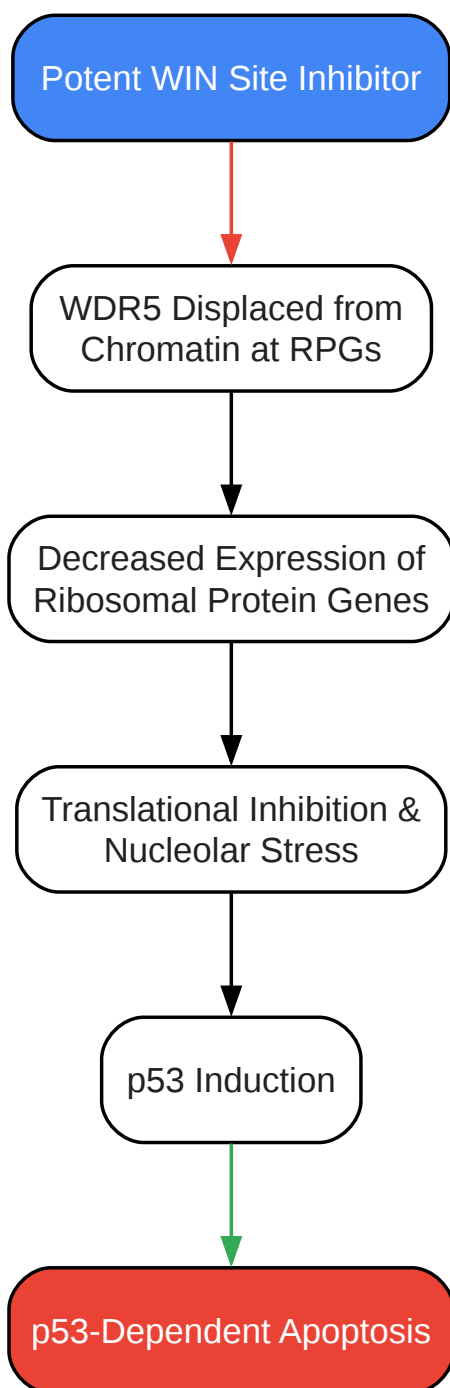 Potent WIN Site Inhibitor
WDR5 Displaced from
Chromatin at RPGs
Decreased Expression of
Ribosomal Protein Genes
Translational Inhibition &
Nucleolar Stress
p53 Induction
p53-Dependent Apoptosis